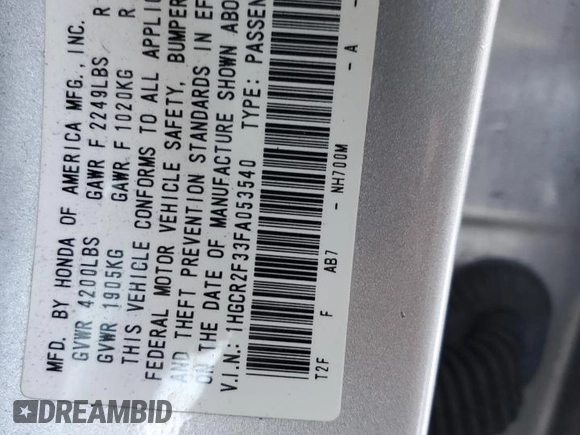 MFD. BY HONDA OF AMERICA MFG., INC.
GVWR 4200LBS GAWR F 2249LBS R
GVWR 1905KG GAWR F 1020KG R
THIS VEHICLE CONFORMS TO ALL APPLIC
FEDERAL MOTOR VEHICLE SAFETY, BUMPER
AND THEFT PREVENTION STANDARDS IN EF
ON THE DATE OF MANUFACTURE SHOWN ABO
V.I.N.: 1HGCR2F33FA053540 TYPE: PASSEN
T2F F AB7 - NH700M - A -
DREAMBID